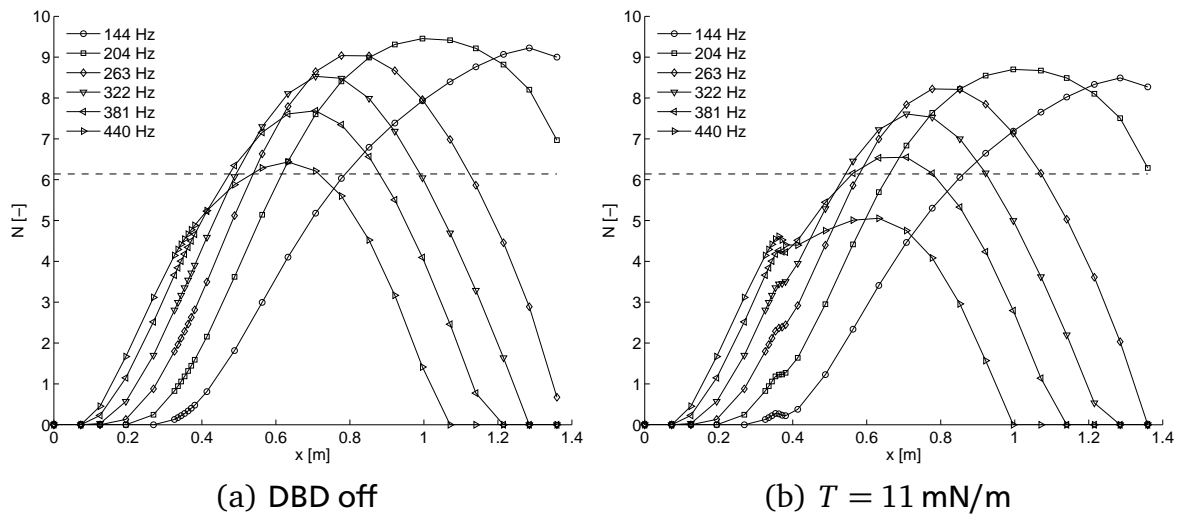 10
9
8
7
6
5
4
3
2
1
0
N [−]
144 Hz
204 Hz
263 Hz
322 Hz
381 Hz
440 Hz
0 0.2 0.4 0.6 0.8 1 1.2 1.4
x [m]
(a) DBD off
10
9
8
7
6
5
4
3
2
1
0
N [−]
144 Hz
204 Hz
263 Hz
322 Hz
381 Hz
440 Hz
0 0.2 0.4 0.6 0.8 1 1.2 1.4
x [m]
(b) T = 11 mN/m